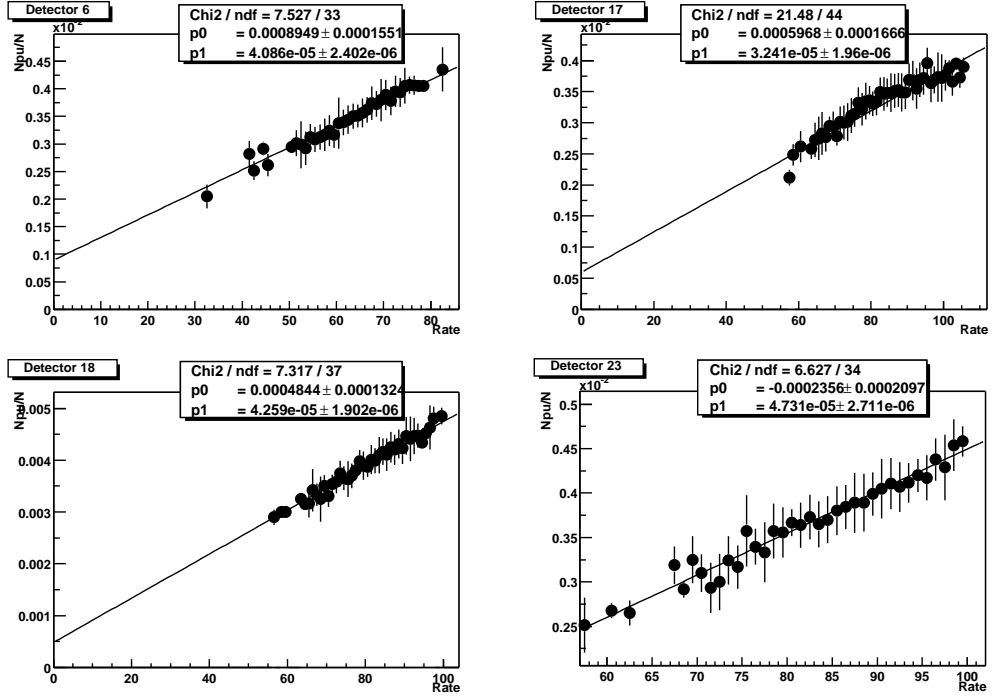 Detector 6
Chi2 / ndf = 7.527 / 33
p0 = 0.0008949 ± 0.0001551
p1 = 4.086e-05 ± 2.402e-06
x10^-2
Npu/N
0.45
0.4
0.35
0.3
0.25
0.2
0.15
0.1
0.05
0
0 10 20 30 40 50 60 70 80
Rate
Detector 17
Chi2 / ndf = 21.48 / 44
p0 = 0.0005968 ± 0.0001666
p1 = 3.241e-05 ± 1.96e-06
x10^-2
Npu/N
0.4
0.35
0.3
0.25
0.2
0.15
0.1
0.05
0
0 20 40 60 80 100
Rate
Detector 18
Chi2 / ndf = 7.317 / 37
p0 = 0.0004844 ± 0.0001324
p1 = 4.259e-05 ± 1.902e-06
Npu/N
0.005
0.004
0.003
0.002
0.001
0
0 20 40 60 80 100
Rate
Detector 23
Chi2 / ndf = 6.627 / 34
p0 = -0.0002356 ± 0.0002097
p1 = 4.731e-05 ± 2.711e-06
x10^-2
Npu/N
0.5
0.45
0.4
0.35
0.3
0.25
60 65 70 75 80 85 90 95 100
Rate